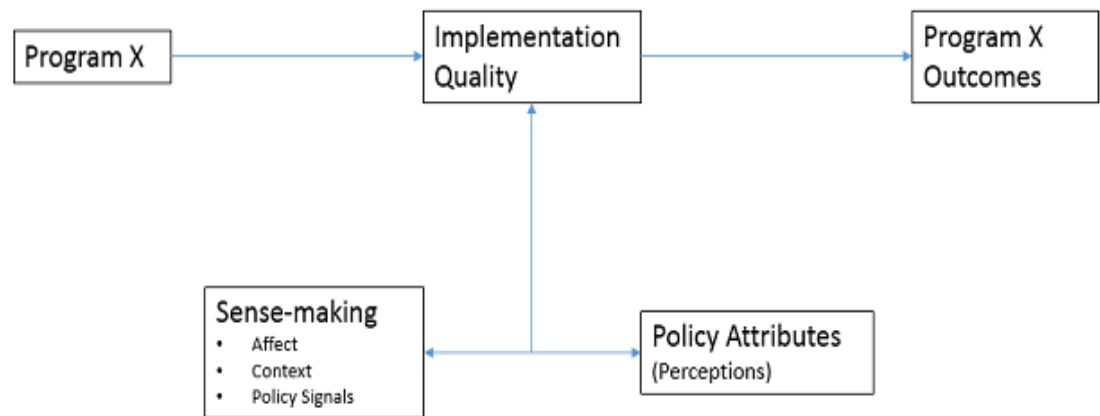 Program X
Implementation
Quality
Program X
Outcomes
Sense-making
• Affect
• Context
• Policy Signals
Policy Attributes
(Perceptions)